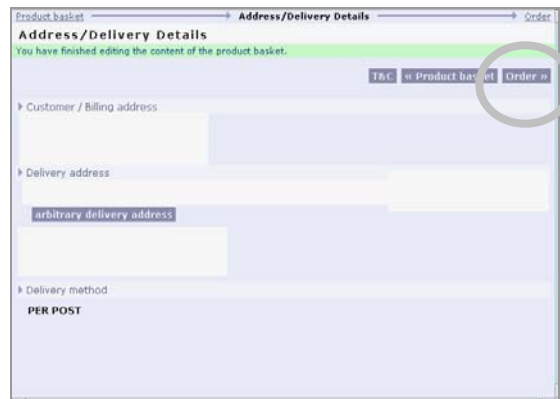 Product basket Address/Delivery Details Order
Address/Delivery Details
You have finished editing the content of the product basket.
T&C « Product basket Order »
Customer / Billing address
Delivery address
arbitrary delivery address
Delivery method
PER POST